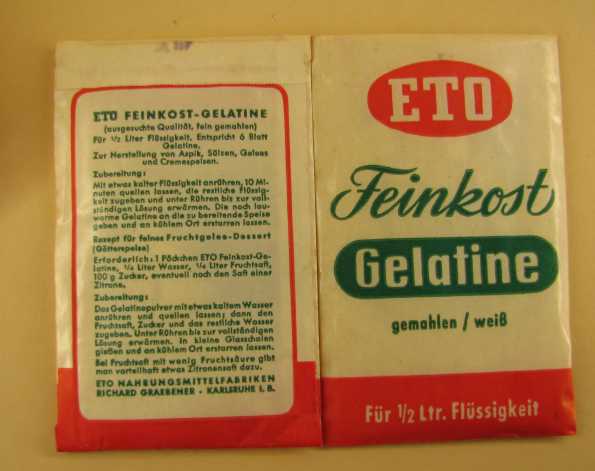 ETO FEINKOST-GELATINE
(ausgesuchte Qualität, fein gemahlen)
Für 1/2 Liter Flüssigkeit. Entspricht 6 Blatt
Gelatine.
Zur Herstellung von Aspik, Sülzen, Gelees
und Cremespeisen.
Zubereitung:
Mit etwas kalter Flüssigkeit anrühren, 10 Mi-
nuten quellen lassen, die restliche Flüssig-
keit zugeben und unter Rühren bis zur voll-
ständigen Lösung erwärmen. Die noch lau-
warme Gelatine an die zu bereitende Speise
geben und an kühlem Ort erstarren lassen.
Rezept für feines Fruchtgelee-Dessert
(Götterspeise)
Erforderlich: 1 Päckchen ETO Feinkost-Ge-
latine, 1/4 Liter Wasser, 1/4 Liter Fruchtsaft,
100 g Zucker, eventuell noch den Saft einer
Zitrone.
Zubereitung:
Das Gelatinepulver mit etwas kaltem Wasser
anrühren und quellen lassen; dann den
Fruchtsaft, Zucker und das restliche Wasser
zugeben. Unter Rühren bis zur vollständigen
Lösung erwärmen. In kleine Glasschalen
gießen und an kühlem Ort erstarren lassen.
Bei Fruchtsaft mit wenig Fruchtsäure gibt
man vorteilhaft etwas Zitronensaft dazu.
ETO NAHRUNGSMITTELFABRIKEN
RICHARD GRAEBENER - KARLSRUHE i. B.
ETO
Feinkost
Gelatine
gemahlen / weiß
Für 1/2 Ltr. Flüssigkeit